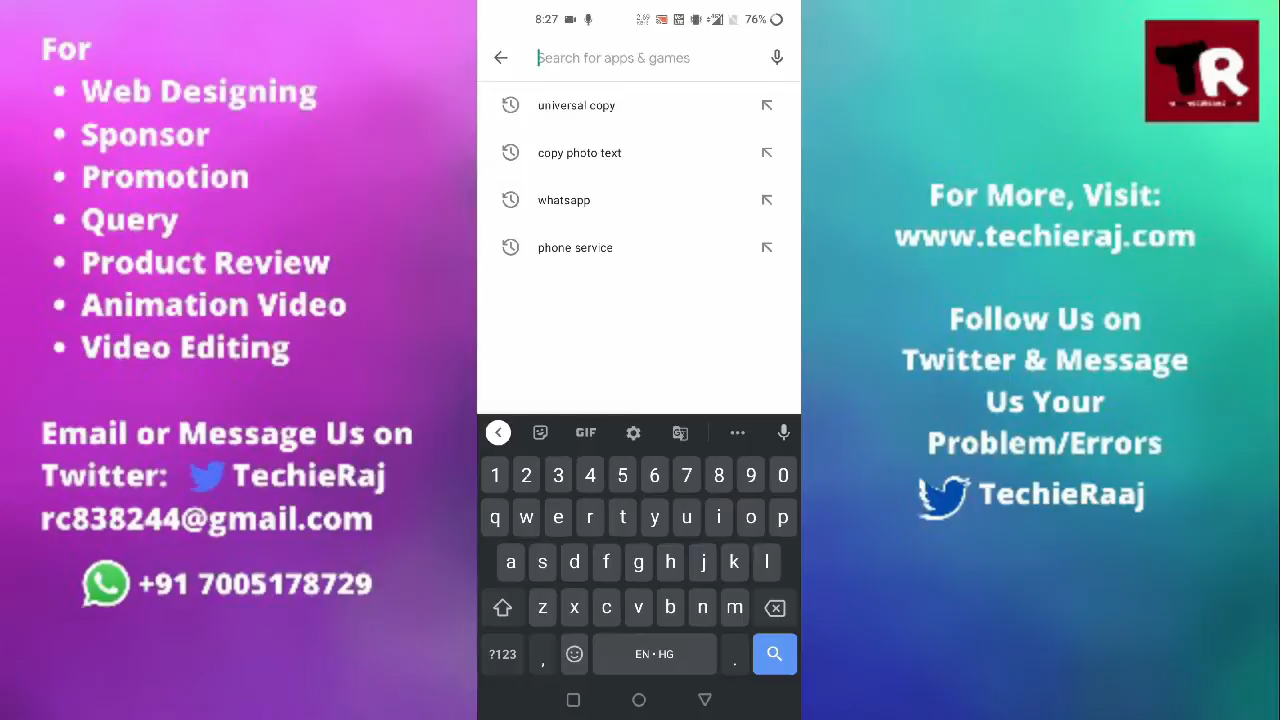 For
• Web Designing
• Sponsor
• Promotion
• Query
• Product Review
• Animation Video
• Video Editing
Email or Message Us on
Twitter: TechieRaj
rc838244@gmail.com
+91 7005178729
8:27
76%
Search for apps & games
universal copy
copy photo text
whatsapp
phone service
GIF
1 2 3 4 5 6 7 8 9 0
q w e r t y u i o p
a s d f g h j k l
z x c v b n m
?123 , EN • HG .
TR
For More, Visit:
www.techieraj.com
Follow Us on
Twitter & Message
Us Your
Problem/Errors
TechieRaaj